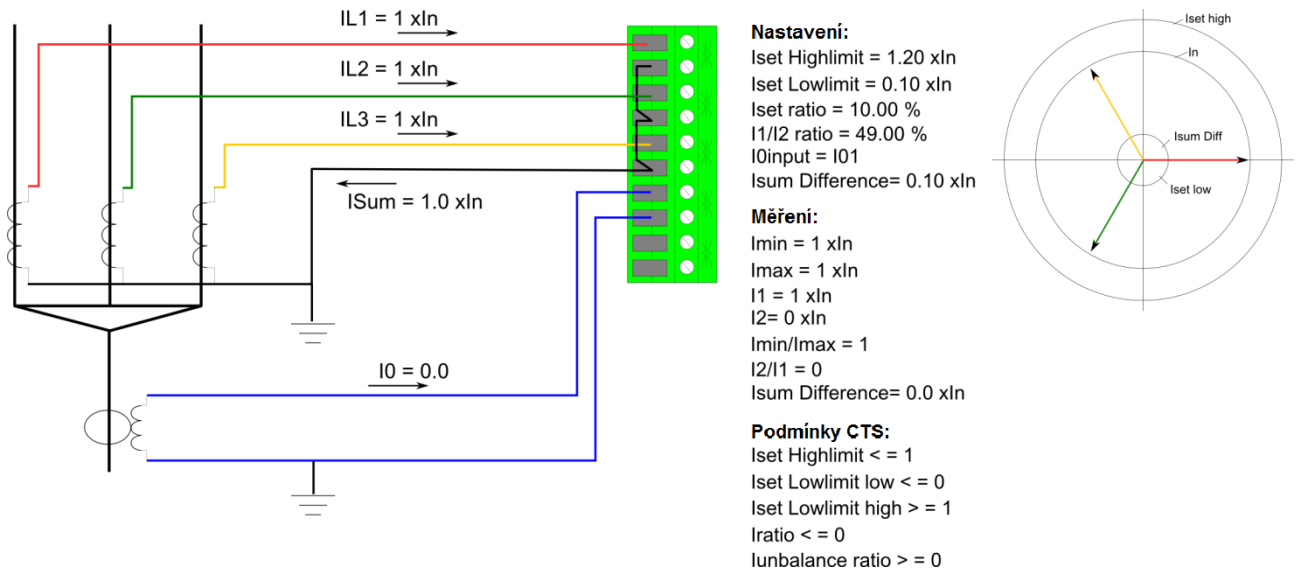 IL1 = 1 xIn
IL2 = 1 xIn
IL3 = 1 xIn
ISum = 1.0 xIn
I0 = 0.0
Nastavení:
Iset Highlimit = 1.20 xIn
Iset Lowlimit = 0.10 xIn
Iset ratio = 10.00 %
I1/I2 ratio = 49.00 %
I0input = I01
Isum Difference= 0.10 xIn
Měření:
Imin = 1 xIn
Imax = 1 xIn
I1 = 1 xIn
I2= 0 xIn
Imin/Imax = 1
I2/I1 = 0
Isum Difference= 0.0 xIn
Podmínky CTS:
Iset Highlimit < = 1
Iset Lowlimit low < = 0
Iset Lowlimit high > = 1
Iratio < = 0
Iunbalance ratio > = 0
Iset high
In
Isum Diff
Iset low